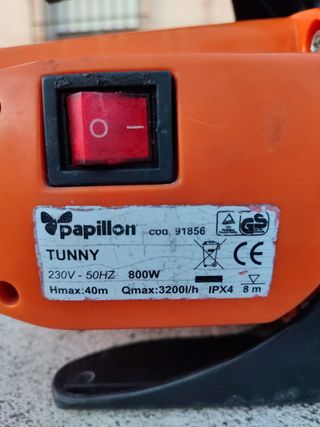 O —
papillon cod. 91856
TUNNY
230V - 50HZ 800W
Hmax:40m Qmax:3200l/h IPX4 8 m
GS
CE